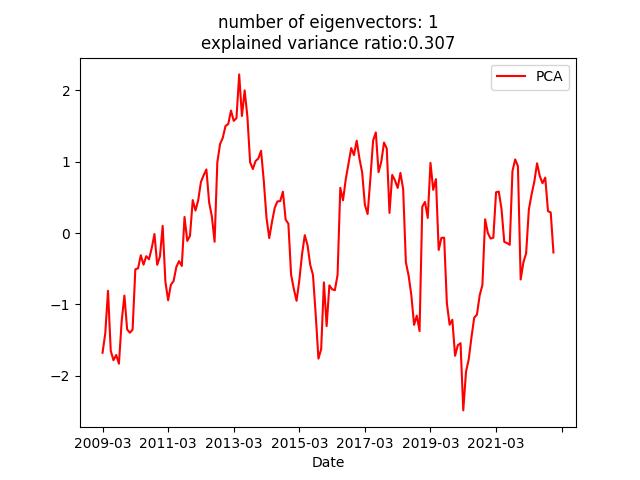 number of eigenvectors: 1
explained variance ratio:0.307
PCA
2
1
0
−1
−2
2009-03 2011-03 2013-03 2015-03 2017-03 2019-03 2021-03
Date